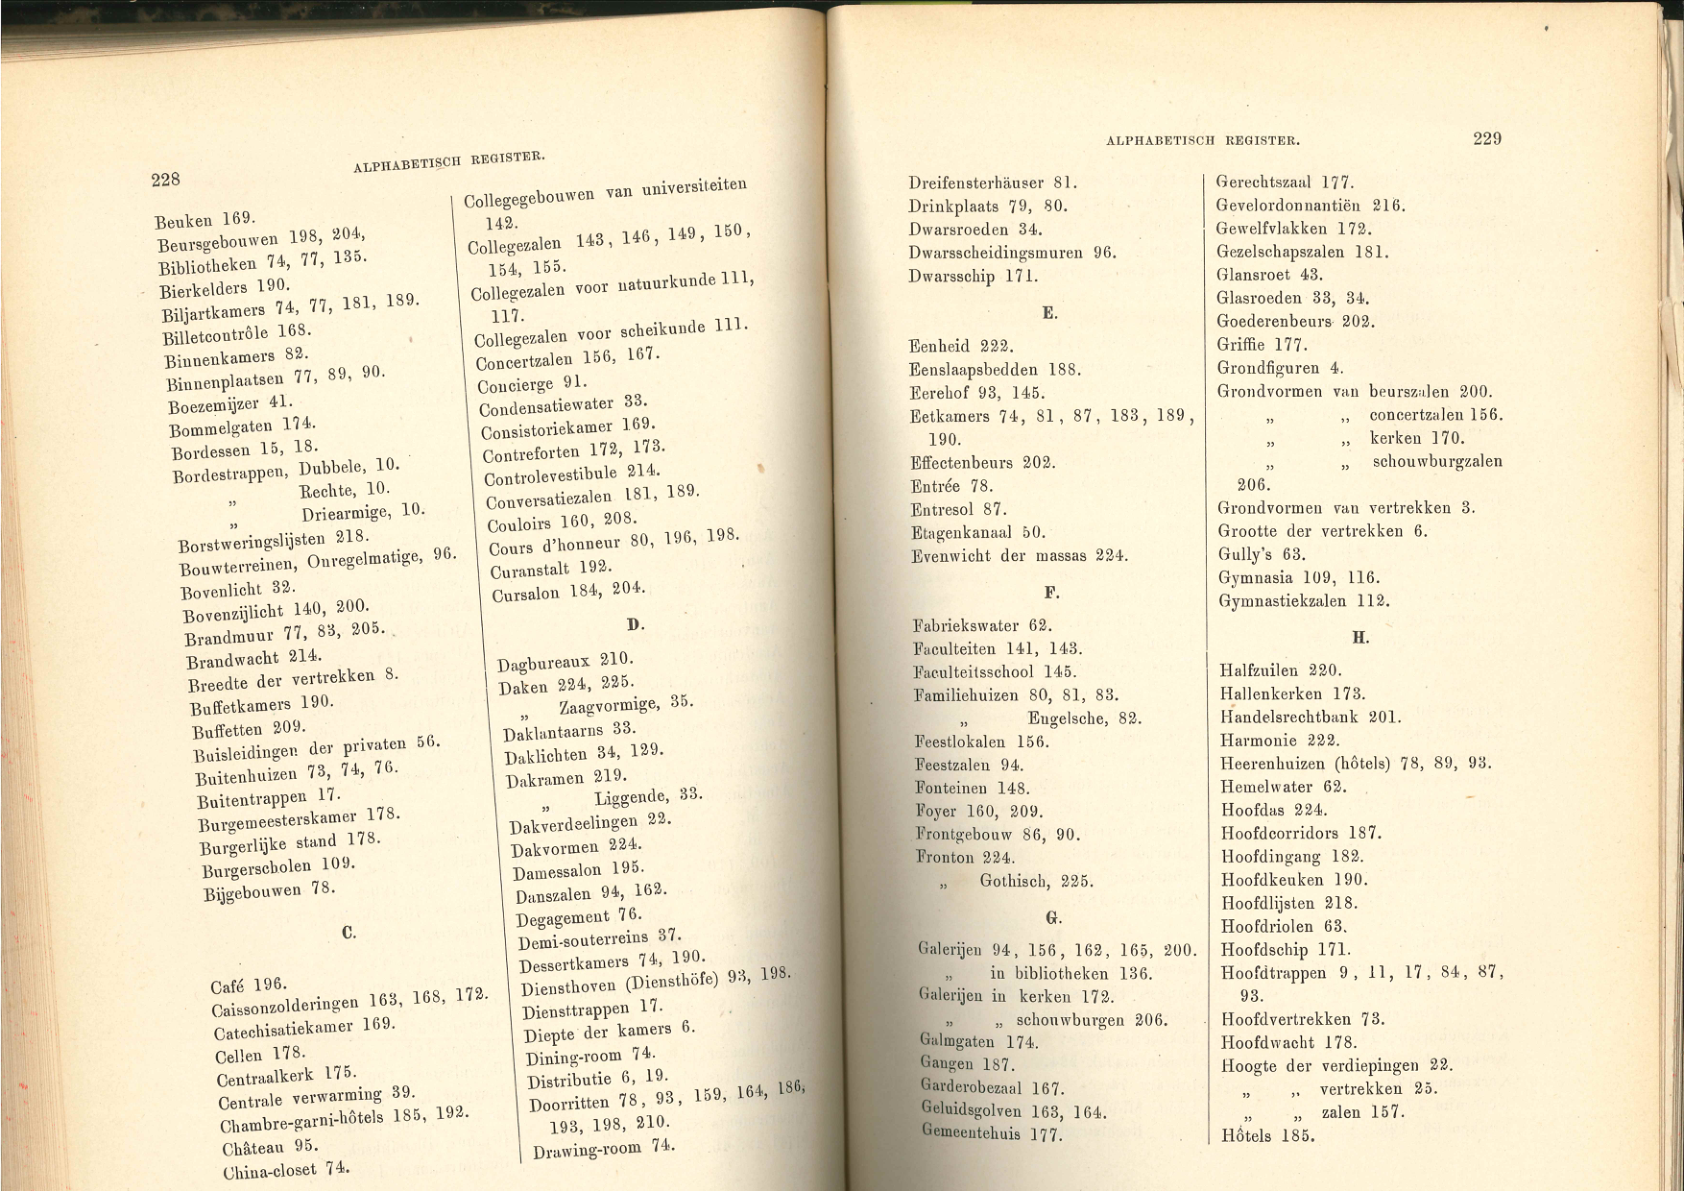 228
ALPHABETISCH REGISTER.
Beuken 169.
Beursgebouwen 198, 204,
Bibliotheken 74, 77, 135.
Bierkelders 190.
Biljartkamers 74, 77, 181, 189.
Billetcontrôle 168.
Binnenkamers 82.
Binnenplaatsen 77, 89, 90.
Boezemijzer 41.
Bommelgaten 174.
Bordessen 15, 18.
Bordestrappen, Dubbele, 10.
„ Rechte, 10.
„ Driearmige, 10.
Borstweringslijsten 218.
Bouwterreinen, Onregelmatige, 96.
Bovenlicht 32.
Bovenzijlicht 140, 200.
Brandmuur 77, 83, 205.
Brandwacht 214.
Breedte der vertrekken 8.
Buffetkamers 190.
Buffetten 209.
Buisleidingen der privaten 56.
Buitenhuizen 73, 74, 76.
Buitentrappen 17.
Burgemeesterskamer 178.
Burgerlijke stand 178.
Burgerscholen 109.
Bijgebouwen 78.
C.
Café 196.
Caissonzolderingen 163, 168, 172.
Catechisatiekamer 169.
Cellen 178.
Centraalkerk 175.
Centrale verwarming 39.
Chambre-garni-hôtels 185, 192.
Château 95.
China-closet 74.
Collegegebouwen van universiteiten
142.
Collegezalen 143, 146, 149, 150,
154, 155.
Collegezalen voor natuurkunde 111,
117.
Collegezalen voor scheikunde 111.
Concertzalen 156, 167.
Concierge 91.
Condensatiewater 33.
Consistoriekamer 169.
Contreforten 172, 173.
Controlevestibule 214.
Conversatiezalen 181, 189.
Couloirs 160, 208.
Cours d'honneur 80, 196, 198.
Curanstalt 192.
Cursalon 184, 204.
D.
Dagbureaux 210.
Daken 224, 225.
„ Zaagvormige, 35.
Daklantaarns 33.
Daklichten 34, 129.
Dakramen 219.
„ Liggende, 33.
Dakverdeelingen 22.
Dakvormen 224.
Damessalon 195.
Danszalen 94, 162.
Degagement 76.
Demi-souterreins 37.
Dessertkamers 74, 190.
Diensthoven (Diensthöfe) 93, 198.
Diensttrappen 17.
Diepte der kamers 6.
Dining-room 74.
Distributie 6, 19.
Doorritten 78, 93, 159, 164, 186,
193, 198, 210.
Drawing-room 74.
ALPHABETISCH REGISTER.
229
Dreifensterhäuser 81.
Drinkplaats 79, 80.
Dwarsroeden 34.
Dwarsscheidingsmuren 96.
Dwarsschip 171.
E.
Eenheid 222.
Eenslaapsbedden 188.
Eerehof 93, 145.
Eetkamers 74, 81, 87, 183, 189,
190.
Effectenbeurs 202.
Entrée 78.
Entresol 87.
Etagenkanaal 50.
Evenwicht der massas 224.
F.
Fabriekswater 62.
Faculteiten 141, 143.
Faculteitsschool 145.
Familiehuizen 80, 81, 83.
„ Engelsche, 82.
Feestlokalen 156.
Feestzalen 94.
Fonteinen 148.
Foyer 160, 209.
Frontgebouw 86, 90.
Fronton 224.
„ Gothisch, 225.
G.
Galerijen 94, 156, 162, 165, 200.
„ in bibliotheken 136.
Galerijen in kerken 172.
„ „ schouwburgen 206.
Galmgaten 174.
Gangen 187.
Garderobezaal 167.
Geluidsgolven 163, 164.
Gemeentehuis 177.
Gerechtszaal 177.
Gevelordonnantiën 216.
Gewelfvlakken 172.
Gezelschapszalen 181.
Glansroet 43.
Glasroeden 33, 34.
Goederenbeurs 202.
Griffie 177.
Grondfiguren 4.
Grondvormen van beurszalen 200.
„ „ concertzalen 156.
„ „ kerken 170.
„ „ schouwburgzalen
206.
Grondvormen van vertrekken 3.
Grootte der vertrekken 6.
Gully's 63.
Gymnasia 109, 116.
Gymnastiekzalen 112.
H.
Halfzuilen 220.
Hallenkerken 173.
Handelsrechtbank 201.
Harmonie 222.
Heerenhuizen (hôtels) 78, 89, 93.
Hemelwater 62.
Hoofdas 224.
Hoofdcorridors 187.
Hoofdingang 182.
Hoofdkeuken 190.
Hoofdlijsten 218.
Hoofdriolen 63.
Hoofdschip 171.
Hoofdtrappen 9, 11, 17, 84, 87,
93.
Hoofdvertrekken 73.
Hoofdwacht 178.
Hoogte der verdiepingen 22.
„ „ vertrekken 25.
„ „ zalen 157.
Hôtels 185.